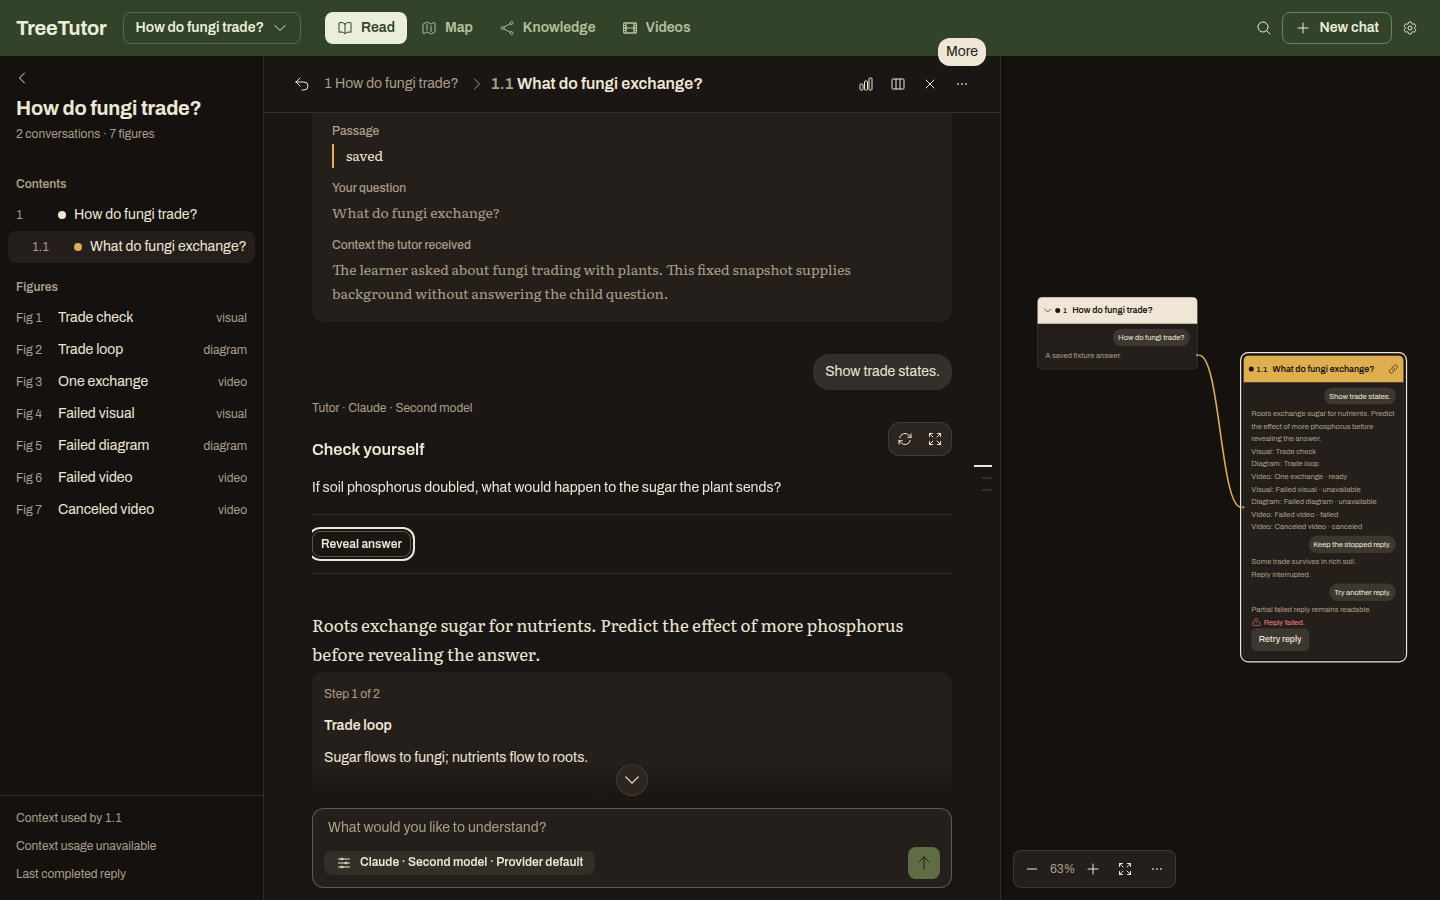 TreeTutor
How do fungi trade?
Read
Map
Knowledge
Videos
New chat
More
How do fungi trade?
2 conversations · 7 figures
Contents
1 How do fungi trade?
1.1 What do fungi exchange?
Figures
Fig 1 Trade check visual
Fig 2 Trade loop diagram
Fig 3 One exchange video
Fig 4 Failed visual visual
Fig 5 Failed diagram diagram
Fig 6 Failed video video
Fig 7 Canceled video video
Context used by 1.1
Context usage unavailable
Last completed reply
1 How do fungi trade?
1.1 What do fungi exchange?
Passage
saved
Your question
What do fungi exchange?
Context the tutor received
The learner asked about fungi trading with plants. This fixed snapshot supplies
background without answering the child question.
Show trade states.
Tutor · Claude · Second model
Check yourself
If soil phosphorus doubled, what would happen to the sugar the plant sends?
Reveal answer
Roots exchange sugar for nutrients. Predict the effect of more phosphorus
before revealing the answer.
Step 1 of 2
Trade loop
Sugar flows to fungi; nutrients flow to roots.
What would you like to understand?
Claude · Second model · Provider default
1 How do fungi trade?
How do fungi trade?
A saved fixture answer.
1.1 What do fungi exchange?
Show trade states.
Roots exchange sugar for nutrients. Predict
the effect of more phosphorus before
revealing the answer.
Visual: Trade check
Diagram: Trade loop
Video: One exchange · ready
Visual: Failed visual · unavailable
Diagram: Failed diagram · unavailable
Video: Failed video · failed
Video: Canceled video · canceled
Keep the stopped reply.
Some trade survives in rich soil.
Reply interrupted.
Try another reply.
Partial failed reply remains readable.
Reply failed.
Retry reply
63%